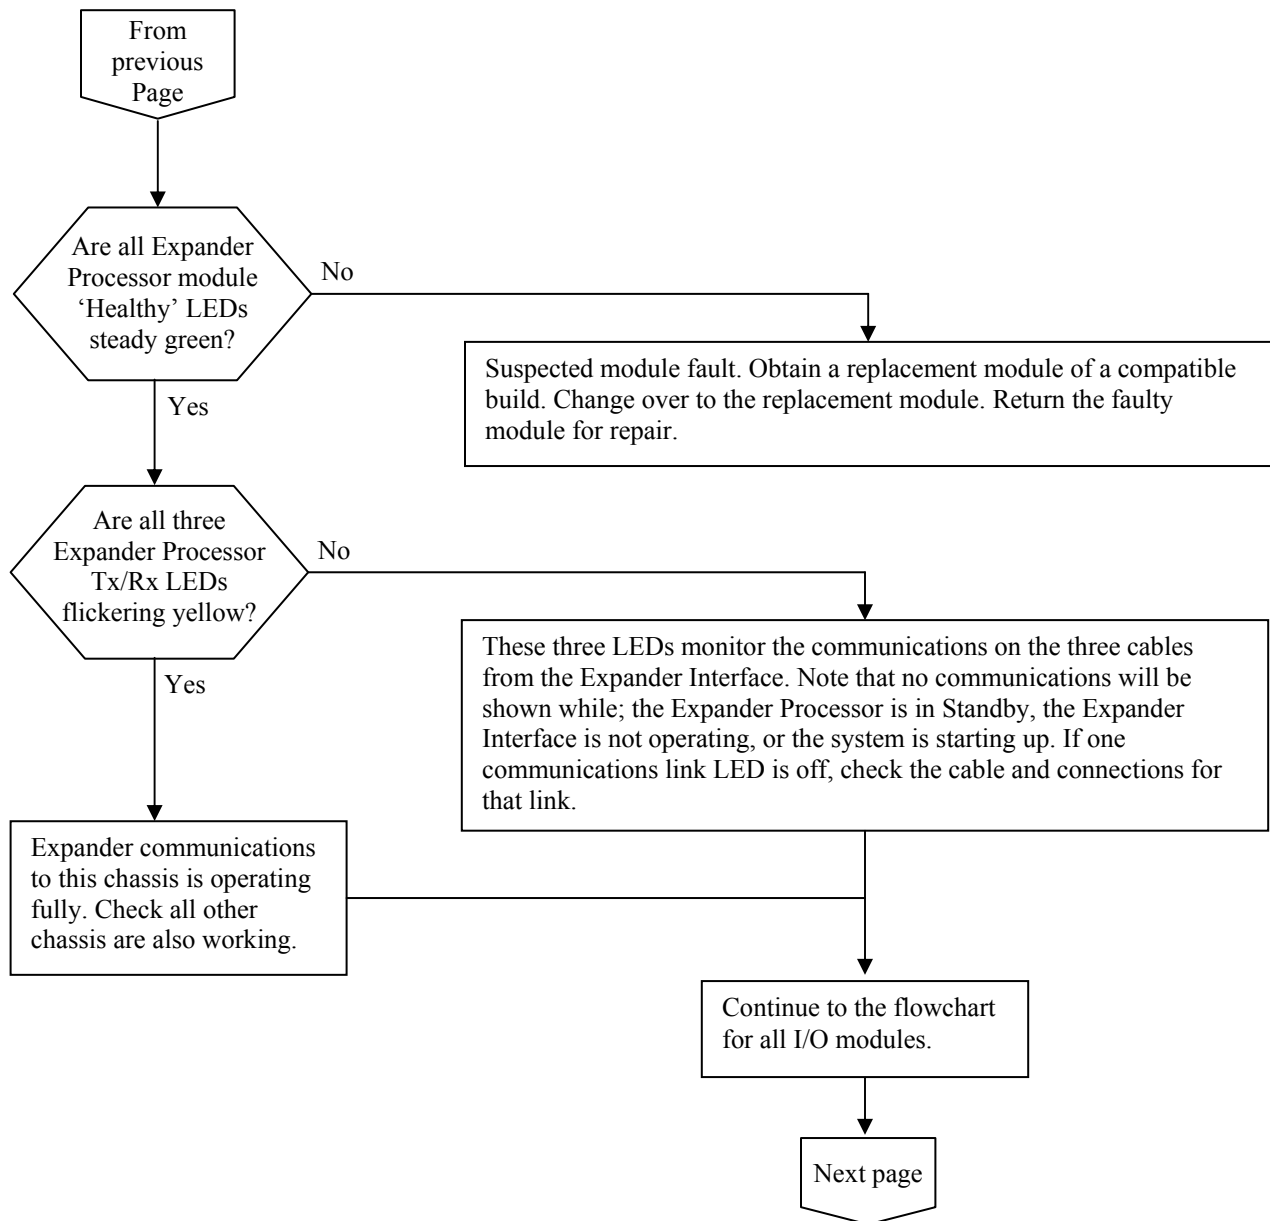 From
previous
Page
Are all Expander
Processor module
‘Healthy’ LEDs
steady green?
No
Suspected module fault. Obtain a replacement module of a compatible
build. Change over to the replacement module. Return the faulty
module for repair.
Yes
Are all three
Expander Processor
Tx/Rx LEDs
flickering yellow?
No
These three LEDs monitor the communications on the three cables
from the Expander Interface. Note that no communications will be
shown while; the Expander Processor is in Standby, the Expander
Interface is not operating, or the system is starting up. If one
communications link LED is off, check the cable and connections for
that link.
Yes
Expander communications
to this chassis is operating
fully. Check all other
chassis are also working.
Continue to the flowchart
for all I/O modules.
Next page